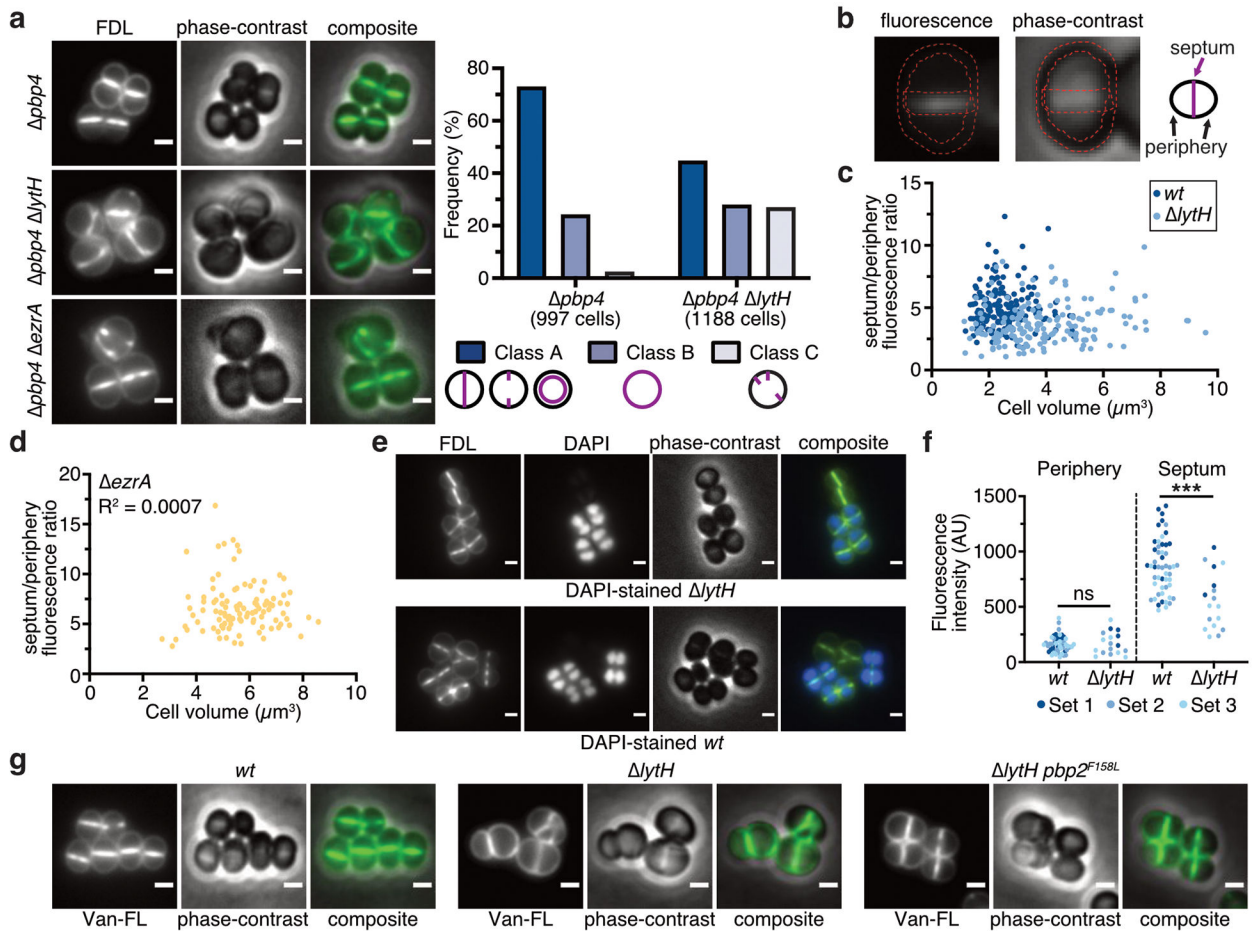 a
FDL phase-contrast composite
Δpbp4
Δpbp4 ΔlytH
Δpbp4 ΔezrA
Frequency (%)
80
60
40
20
0
Δpbp4 Δpbp4 ΔlytH
(997 cells) (1188 cells)
Class A Class B Class C
b
fluorescence phase-contrast
septum
periphery
c
septum/periphery
fluorescence ratio
15
10
5
0
0 2 4 6 8 10
Cell volume (µm³)
wt
ΔlytH
d
septum/periphery
fluorescence ratio
20
15
10
5
0
ΔezrA
R² = 0.0007
0 2 4 6 8 10
Cell volume (µm³)
e
FDL DAPI phase-contrast composite
DAPI-stained ΔlytH
DAPI-stained wt
f
Periphery Septum
Fluorescence
intensity (AU)
1500
1000
500
0
ns
***
wt ΔlytH wt ΔlytH
Set 1 Set 2 Set 3
g
wt ΔlytH ΔlytH pbp2F158L
Van-FL phase-contrast composite Van-FL phase-contrast composite Van-FL phase-contrast composite